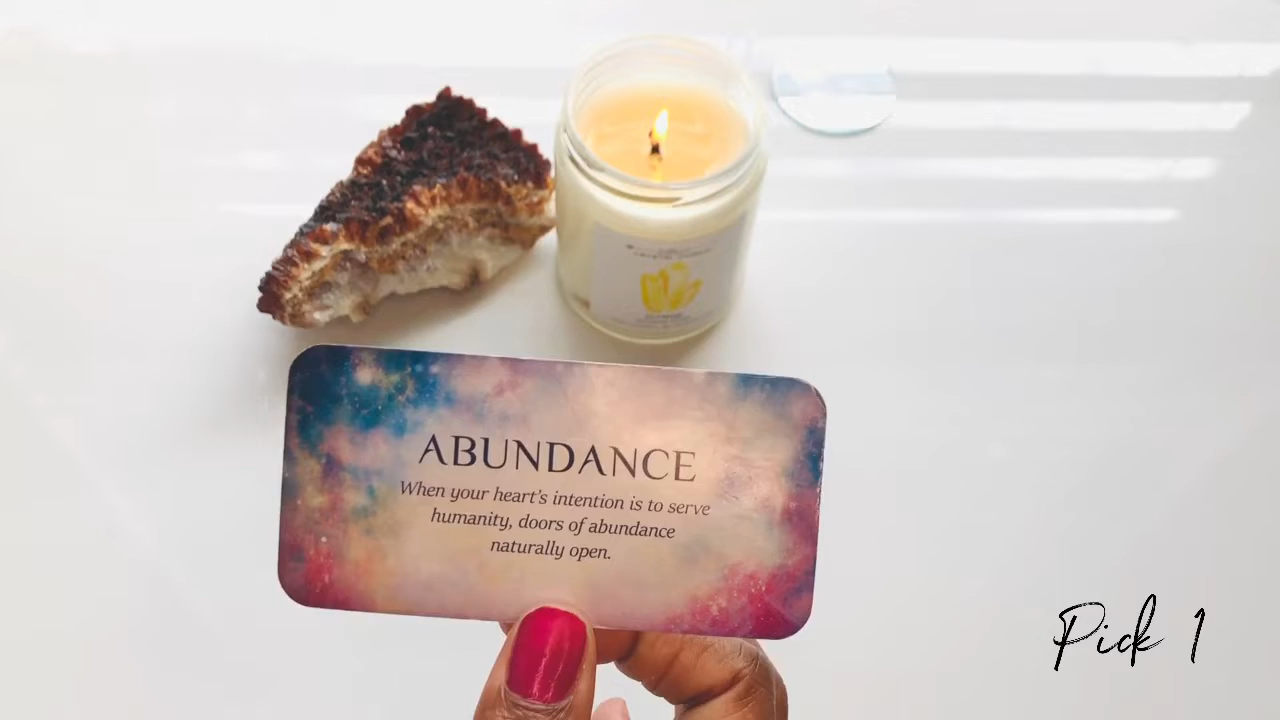 ABUNDANCE
When your heart's intention is to serve
humanity, doors of abundance
naturally open.
Pick 1